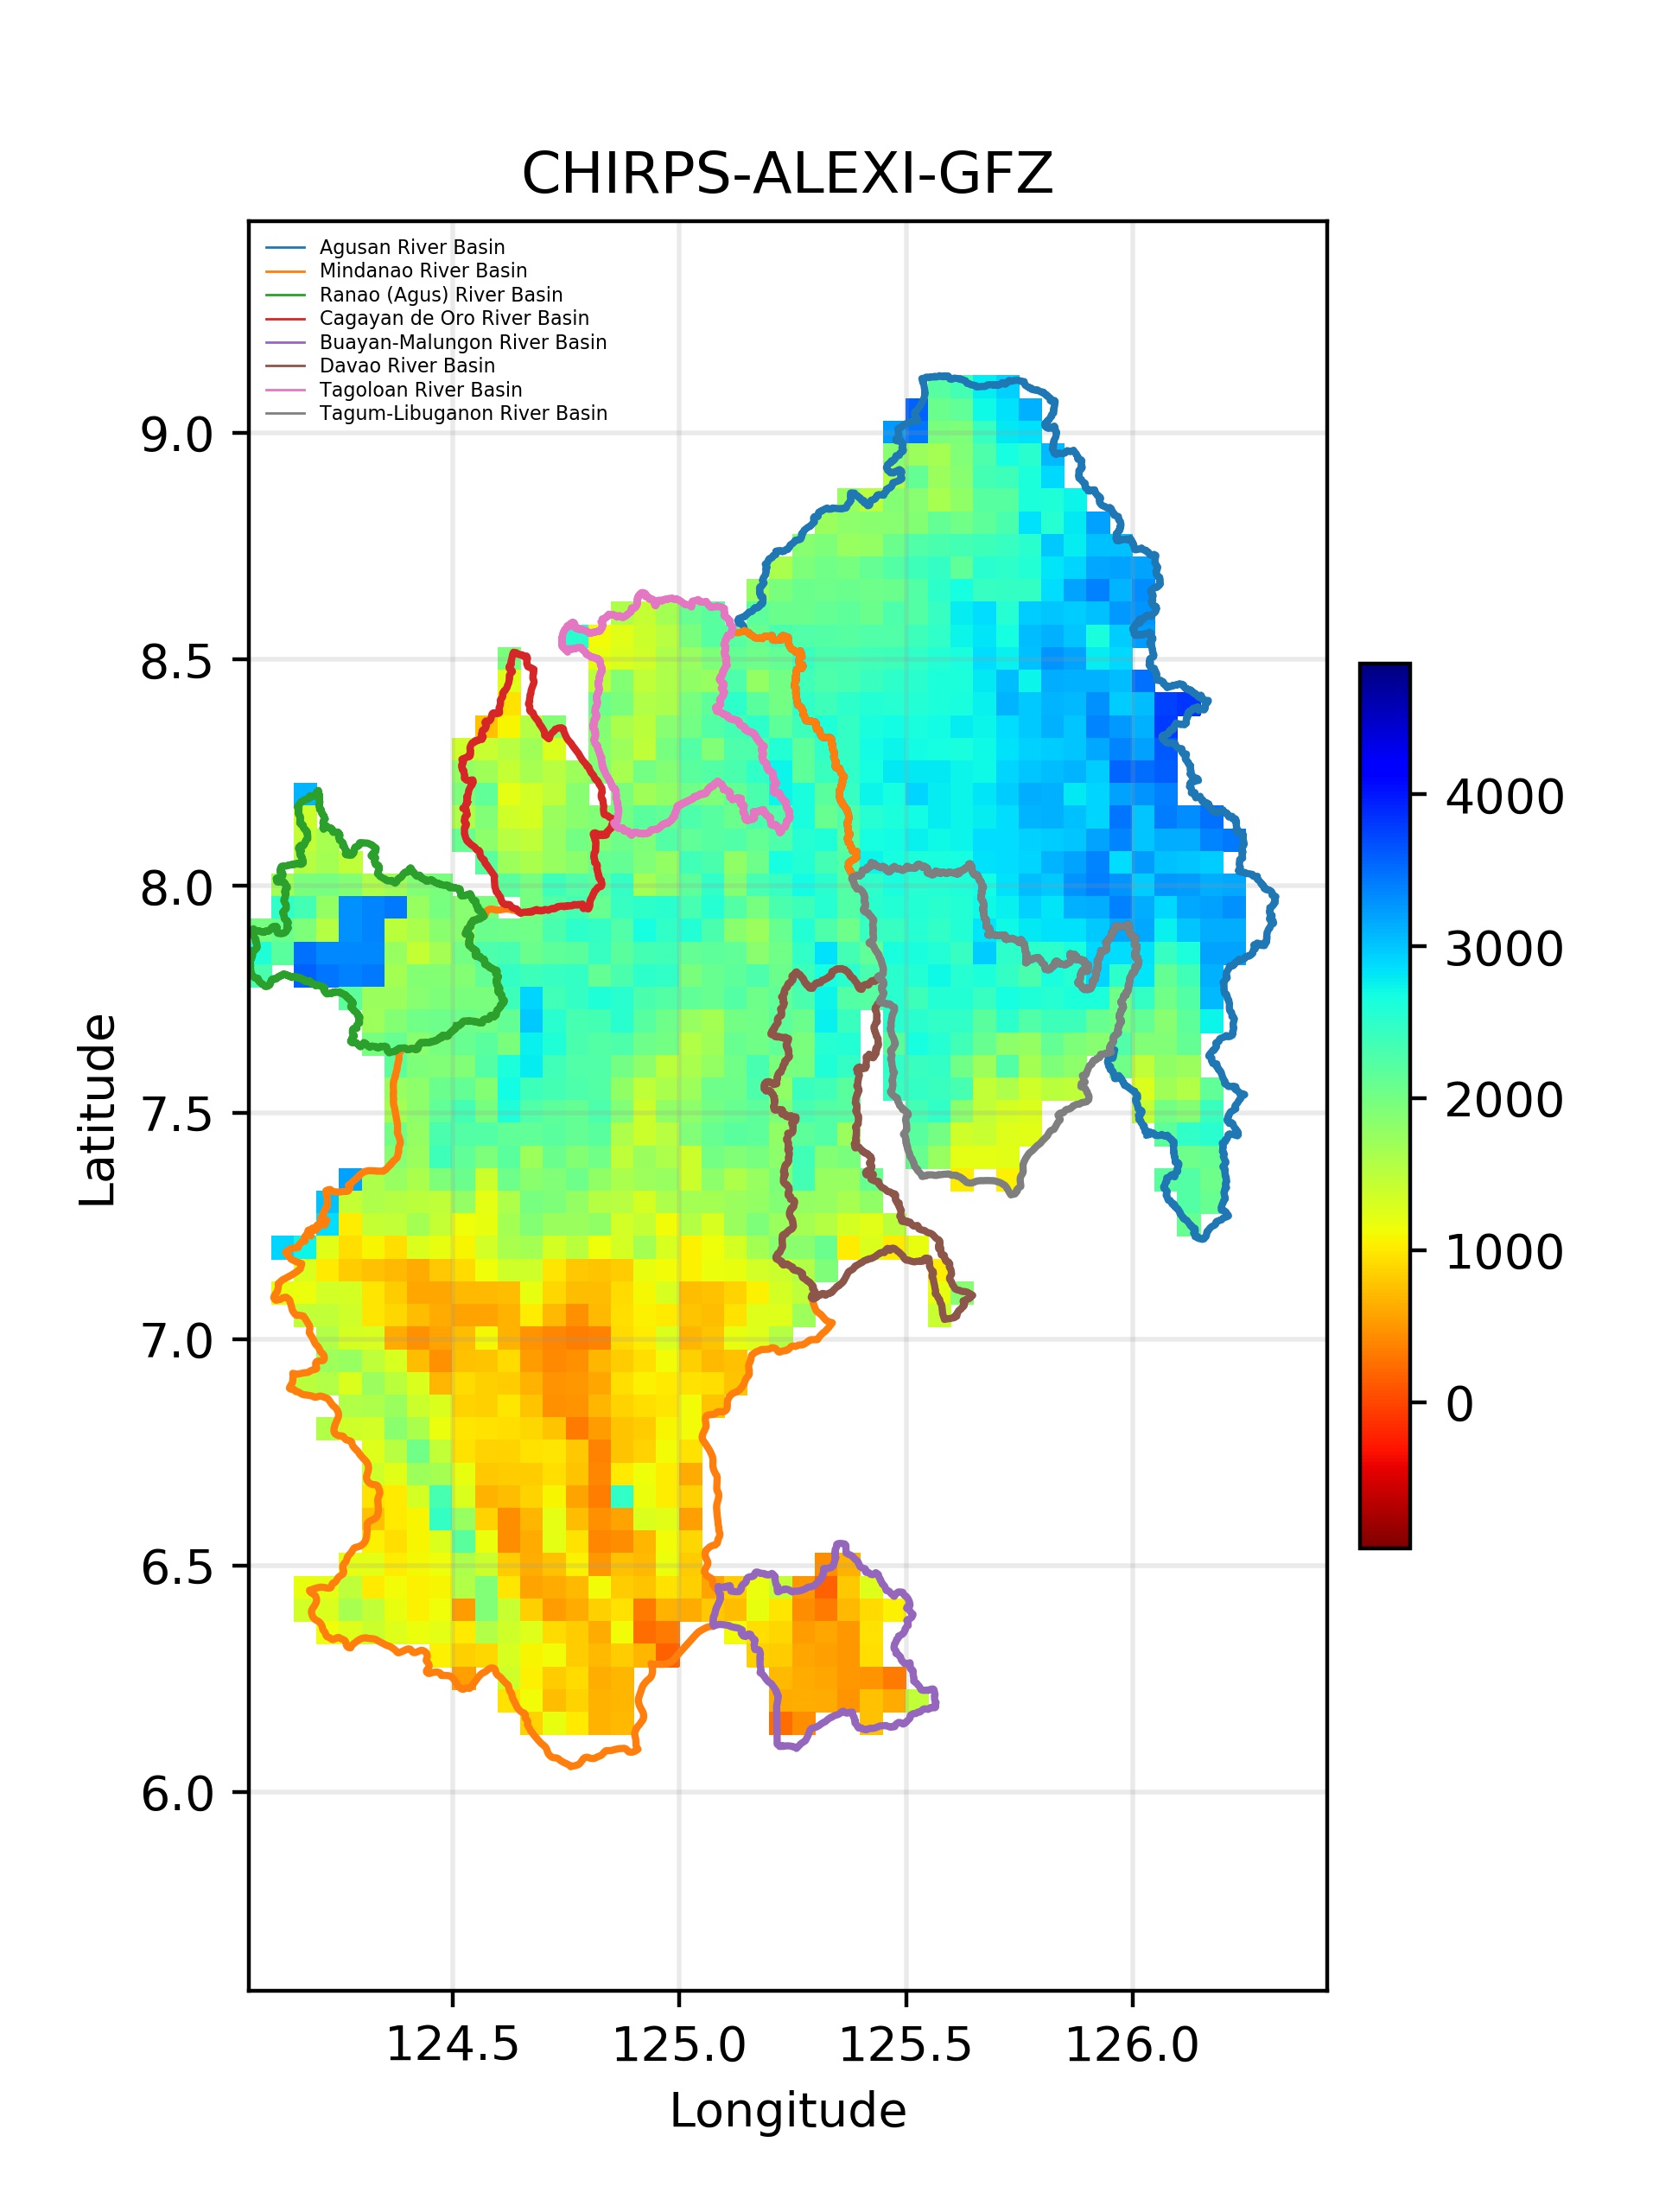 CHIRPS-ALEXI-GFZ
Agusan River Basin
Mindanao River Basin
Ranao (Agus) River Basin
Cagayan de Oro River Basin
Buayan-Malungon River Basin
Davao River Basin
Tagoloan River Basin
Tagum-Libuganon River Basin
9.0
8.5
8.0
7.5
7.0
6.5
6.0
Latitude
124.5
125.0
125.5
126.0
Longitude
4000
3000
2000
1000
0